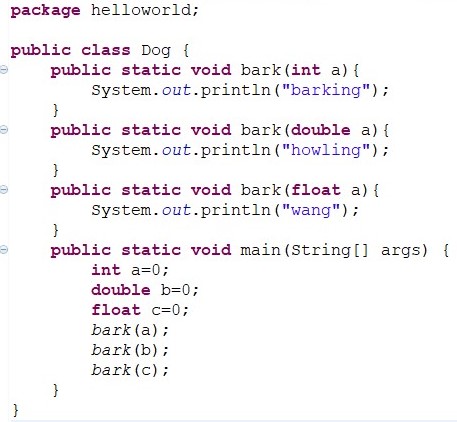 package helloworld;
public class Dog {
public static void bark(int a){
System.out.println("barking");
}
public static void bark(double a){
System.out.println("howling");
}
public static void bark(float a){
System.out.println("wang");
}
public static void main(String[] args) {
int a=0;
double b=0;
float c=0;
bark(a);
bark(b);
bark(c);
}
}